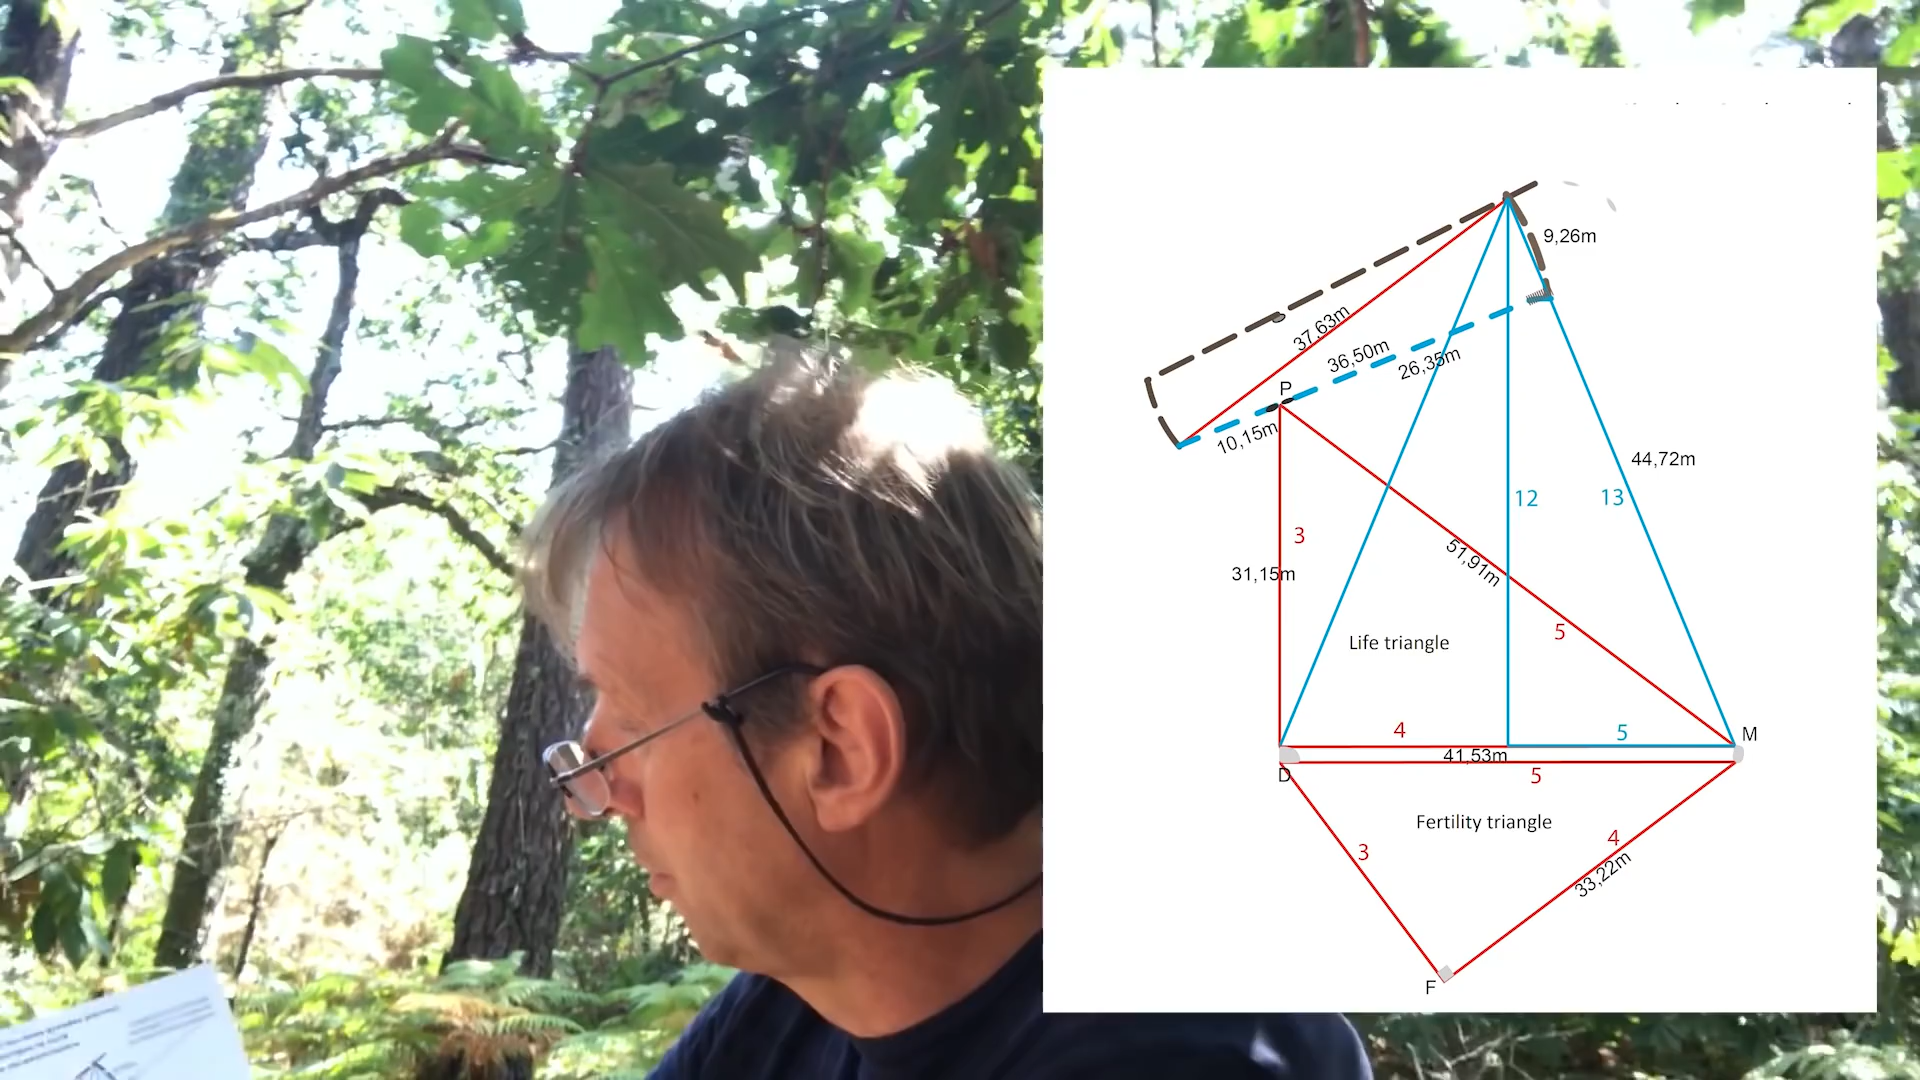 9,26m
37,63m
36,50m
26,35m
P
10,15m
44,72m
12
13
3
51,91m
31,15m
5
Life triangle
4
5
M
41,53m
D
5
Fertility triangle
4
3
33,22m
F